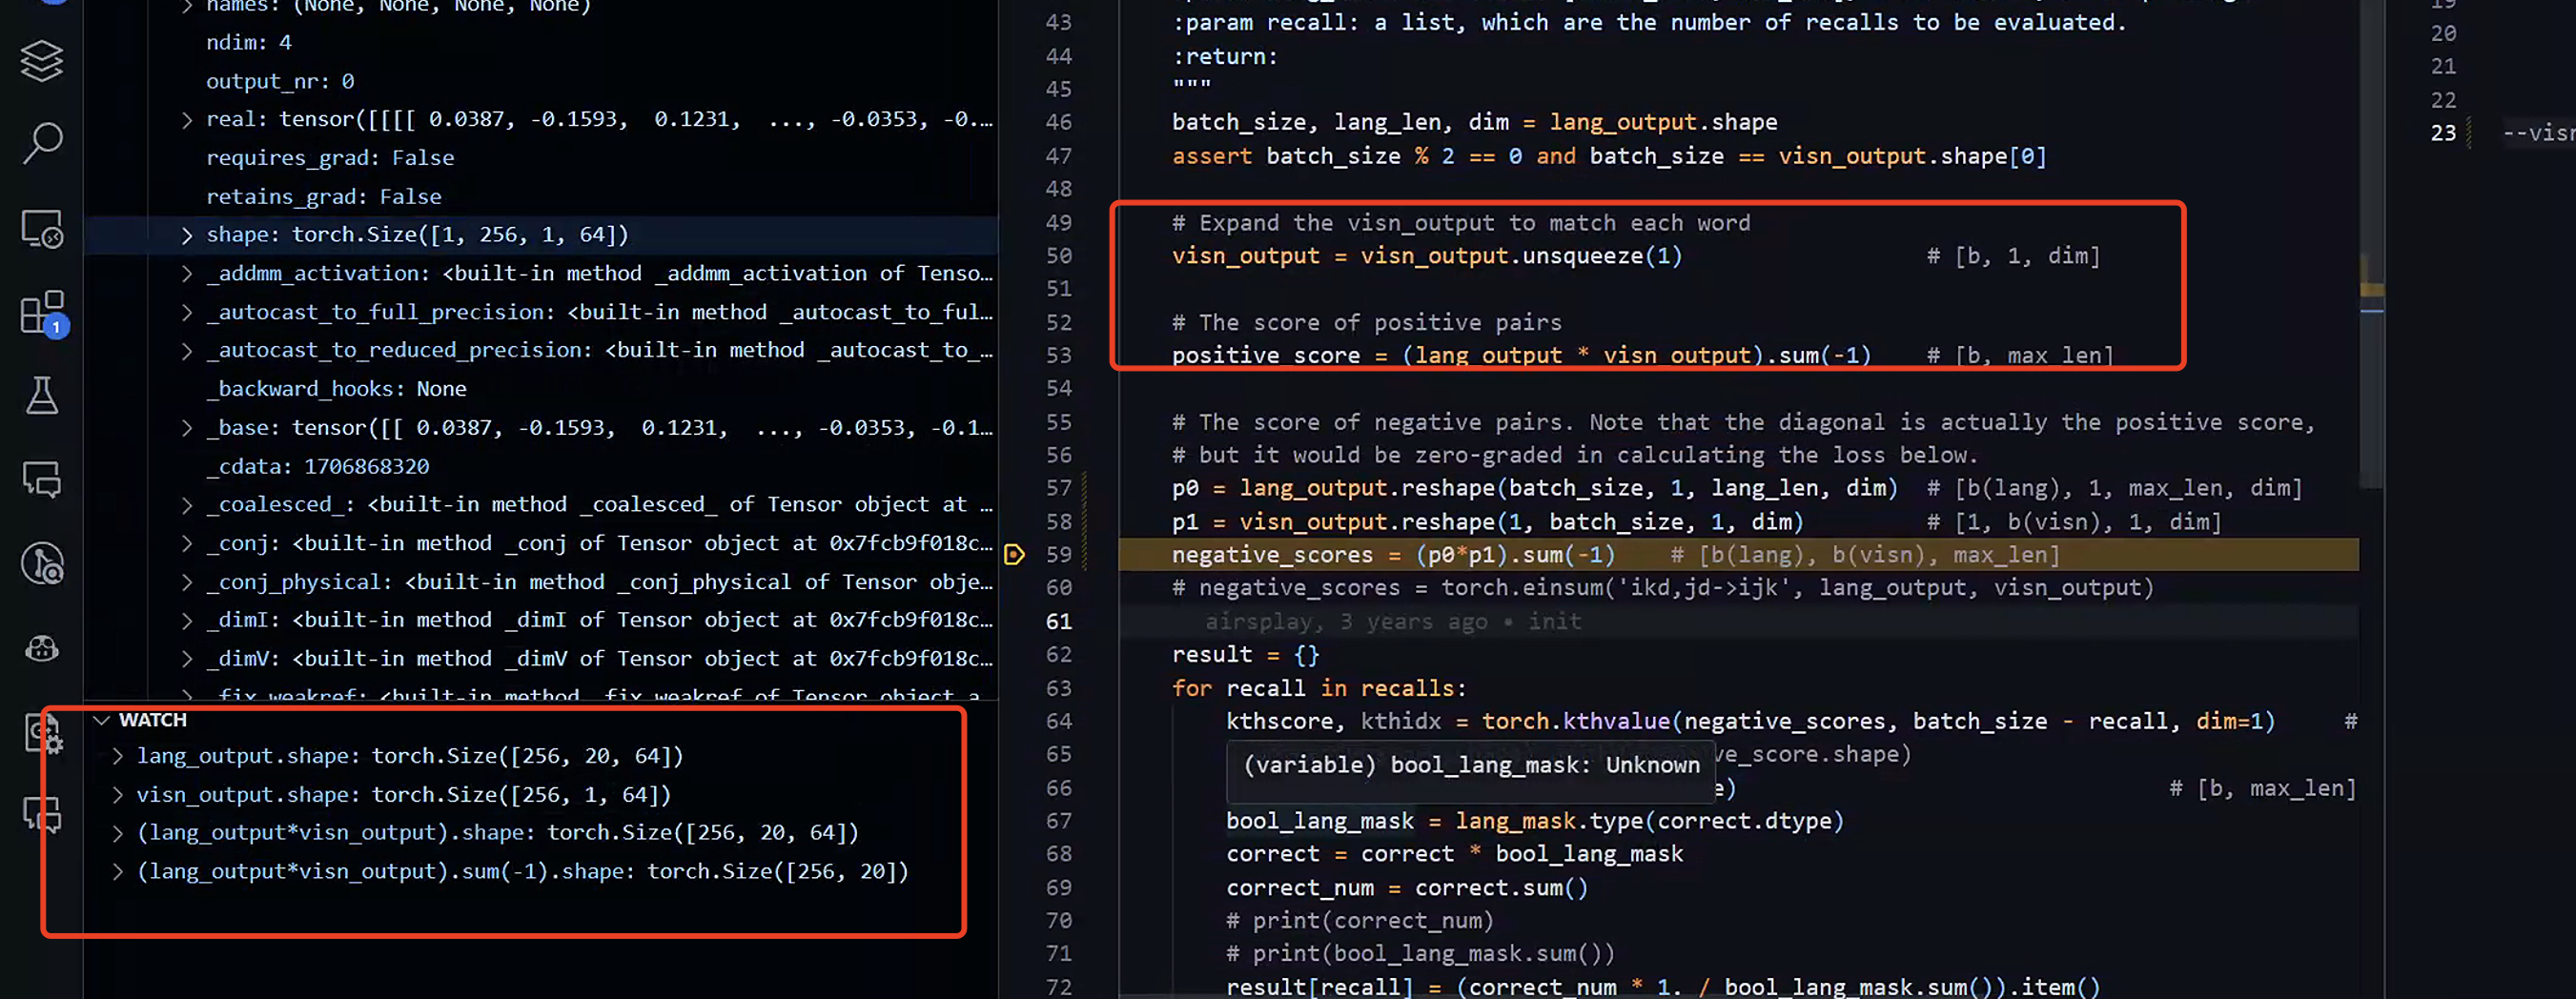 names: (None, None, None, None)
ndim: 4
output_nr: 0
real: tensor([[[[ 0.0387, -0.1593,  0.1231,  ..., -0.0353, -0.…
requires_grad: False
retains_grad: False
shape: torch.Size([1, 256, 1, 64])
_addmm_activation: <built-in method _addmm_activation of Tenso…
_autocast_to_full_precision: <built-in method _autocast_to_ful…
_autocast_to_reduced_precision: <built-in method _autocast_to_…
_backward_hooks: None
_base: tensor([[ 0.0387, -0.1593,  0.1231,  ..., -0.0353, -0.1…
_cdata: 1706868320
_coalesced_: <built-in method _coalesced_ of Tensor object at …
_conj: <built-in method _conj of Tensor object at 0x7fcb9f018c…
_conj_physical: <built-in method _conj_physical of Tensor obje…
_dimI: <built-in method _dimI of Tensor object at 0x7fcb9f018c…
_dimV: <built-in method _dimV of Tensor object at 0x7fcb9f018c…
_fix_weakref: <built-in method _fix_weakref of Tensor object a
1
WATCH
lang_output.shape: torch.Size([256, 20, 64])
visn_output.shape: torch.Size([256, 1, 64])
(lang_output*visn_output).shape: torch.Size([256, 20, 64])
(lang_output*visn_output).sum(-1).shape: torch.Size([256, 20])
43 :param recall: a list, which are the number of recalls to be evaluated.
44 :return:
45 """
46 batch_size, lang_len, dim = lang_output.shape
47 assert batch_size % 2 == 0 and batch_size == visn_output.shape[0]
48
49 # Expand the visn_output to match each word
50 visn_output = visn_output.unsqueeze(1) # [b, 1, dim]
51
52 # The score of positive pairs
53 positive_score = (lang_output * visn_output).sum(-1) # [b, max_len]
54
55 # The score of negative pairs. Note that the diagonal is actually the positive score,
56 # but it would be zero-graded in calculating the loss below.
57 p0 = lang_output.reshape(batch_size, 1, lang_len, dim) # [b(lang), 1, max_len, dim]
58 p1 = visn_output.reshape(1, batch_size, 1, dim) # [1, b(visn), 1, dim]
59 negative_scores = (p0*p1).sum(-1) # [b(lang), b(visn), max_len]
60 # negative_scores = torch.einsum('ikd,jd->ijk', lang_output, visn_output)
61 airsplay, 3 years ago • init
62 result = {}
63 for recall in recalls:
64 kthscore, kthidx = torch.kthvalue(negative_scores, batch_size - recall, dim=1) #
65 ve_score.shape)
(variable) bool_lang_mask: Unknown
66 e) # [b, max_len]
67 bool_lang_mask = lang_mask.type(correct.dtype)
68 correct = correct * bool_lang_mask
69 correct_num = correct.sum()
70 # print(correct_num)
71 # print(bool_lang_mask.sum())
72 result[recall] = (correct_num * 1. / bool_lang_mask.sum()).item()
19
20
21
22
23 --visn